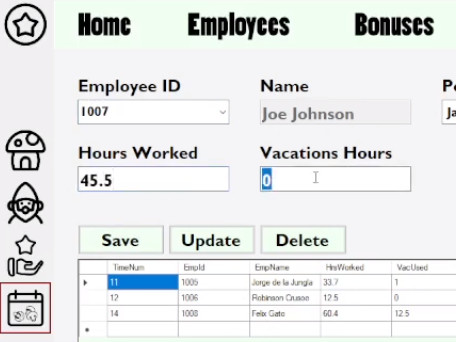 Home Employees Bonuses
Employee ID Name
1007 Joe Johnson
Hours Worked Vacations Hours
45.5 0
Save Update Delete
TimeNum EmpId EmpName HrsWorked VacUsed
11 1005 Jorge de la Jungla 33.7 1
12 1006 Robinson Crusoe 12.5 0
14 1008 Felix Gato 60.4 12.5